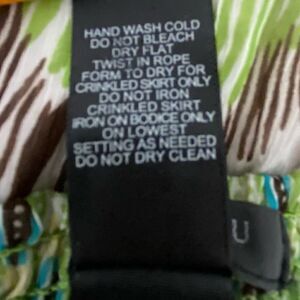 HAND WASH COLD
DO NOT BLEACH
DRY FLAT
TWIST IN ROPE
FORM TO DRY FOR
CRINKLED SKIRT ONLY
DO NOT IRON
CRINKLED SKIRT
IRON ON BODICE ONLY
ON LOWEST
SETTING AS NEEDED
DO NOT DRY CLEAN